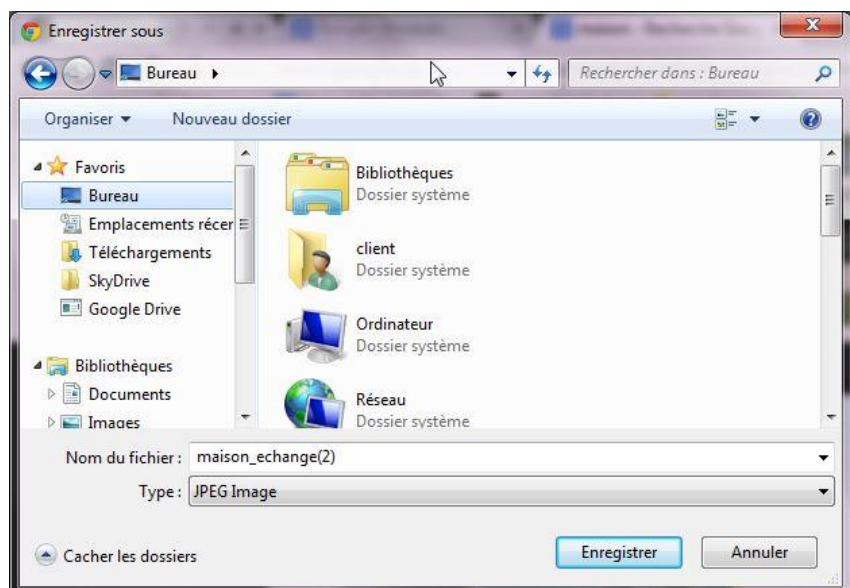 Enregistrer sous
Bureau
Rechercher dans : Bureau
Organiser
Nouveau dossier
Favoris
Bureau
Emplacements récer
Téléchargements
SkyDrive
Google Drive
Bibliothèques
Documents
Images
Bibliothèques
Dossier système
client
Dossier système
Ordinateur
Dossier système
Réseau
Dossier système
Nom du fichier : maison_echange(2)
Type : JPEG Image
Cacher les dossiers
Enregistrer
Annuler